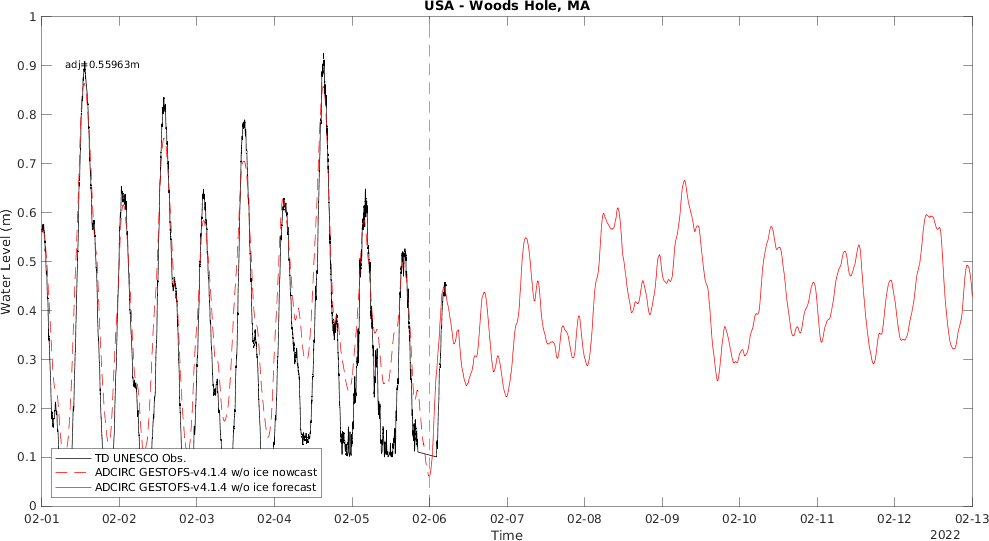 USA - Woods Hole, MA
adj=0.55963m
Water Level (m)
1
0.9
0.8
0.7
0.6
0.5
0.4
0.3
0.2
0.1
0
TD UNESCO Obs.
ADCIRC GESTOFS-v4.1.4 w/o ice nowcast
ADCIRC GESTOFS-v4.1.4 w/o ice forecast
02-01 02-02 02-03 02-04 02-05 02-06 02-07 02-08 02-09 02-10 02-11 02-12 02-13
Time
2022